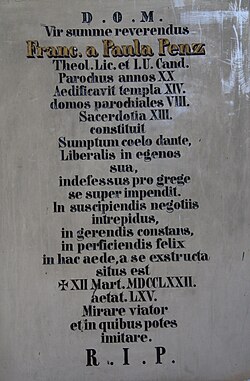 D. O. M.
Vir summe reverendus
Franc. a Paula Penz
Theol. Lic. et I. U. Cand.
Parochus annos XX
Aedificavit templa XIV.
domos parochiales VIII.
Sacerdotia XIII.
constituit
Sumptum coelo dante,
Liberalis in egenos
sua,
indefessus pro grege
se super impendit.
In suscipiendis negotiis
intrepidus,
in gerendis constans,
in perficiendis felix
in hac aede, a se exstructa
situs est
✠ XII Mart. MDCCLXXII.
aetat. LXV.
Mirare viator
et in quibus potes
imitare.
R. I. P.